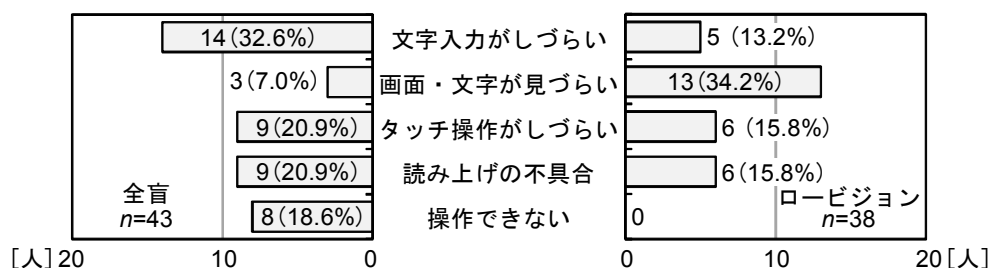 14(32.6%) 文字入力がしづらい 5 (13.2%)
3(7.0%) 画面・文字が見づらい 13(34.2%)
9(20.9%) タッチ操作がしづらい 6 (15.8%)
9(20.9%) 読み上げの不具合 6(15.8%)
全盲 ロービジョン
n=43 8(18.6%) 操作できない 0 n=38
[人] 20 10 0 0 10 20 [人]